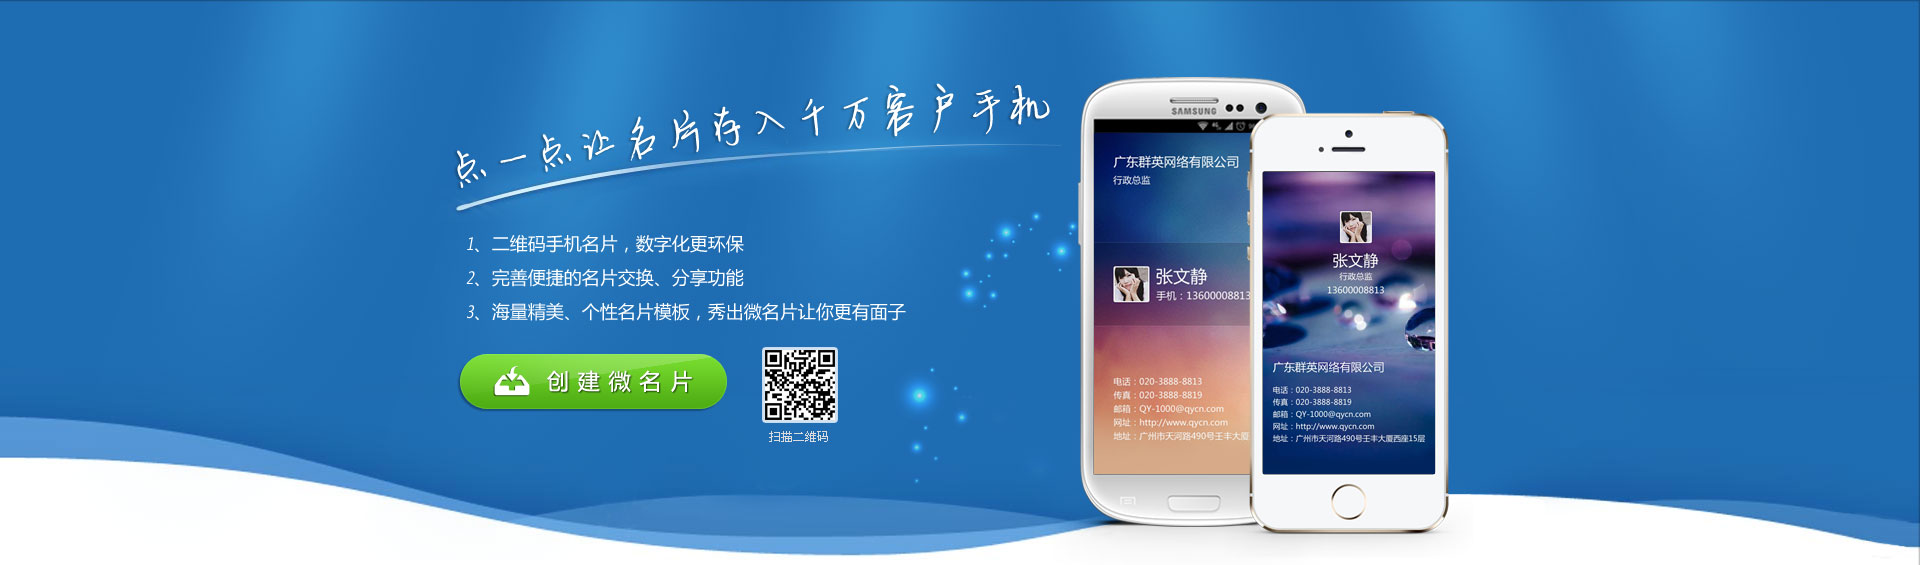 点一点让名片存入千万客户手机
1、二维码手机名片，数字化更环保
2、完善便捷的名片交换、分享功能
3、海量精美、个性名片模板，秀出微名片让你更有面子
创建微名片
扫描二维码
SAMSUNG
广东群英网络有限公司
行政总监
张文静
手机：13600008813
电话：020-3888-8813
传真：020-3888-8819
邮箱：QY-1000@qycn.com
网址：http://www.qycn.com
地址：广州市天河路490号壬丰大厦
张文静
行政总监
13600008813
广东群英网络有限公司
电话：020-3888-8813
传真：020-3888-8819
邮箱：QY-1000@qycn.com
网址：http://www.qycn.com
地址：广州市天河路490号壬丰大厦西座15层